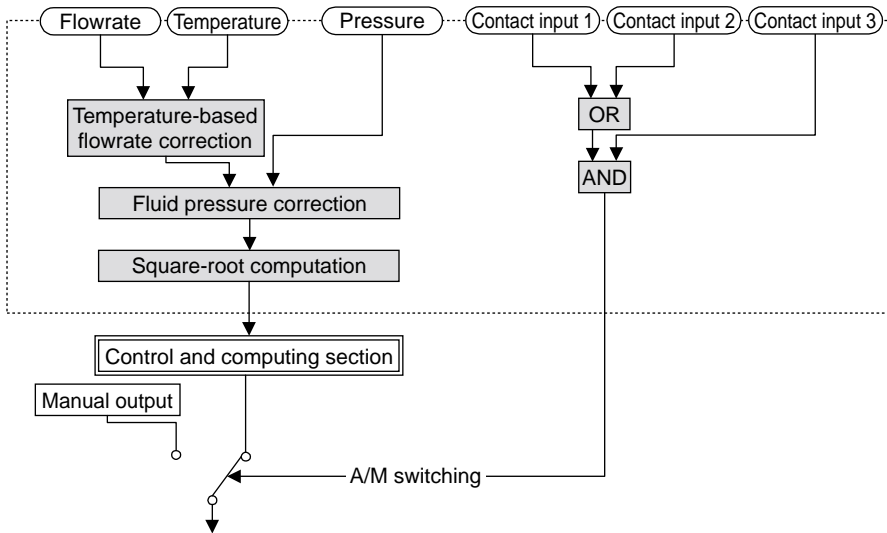 Flowrate
Temperature
Pressure
Contact input 1
Contact input 2
Contact input 3
Temperature-based
flowrate correction
OR
AND
Fluid pressure correction
Square-root computation
Control and computing section
Manual output
A/M switching